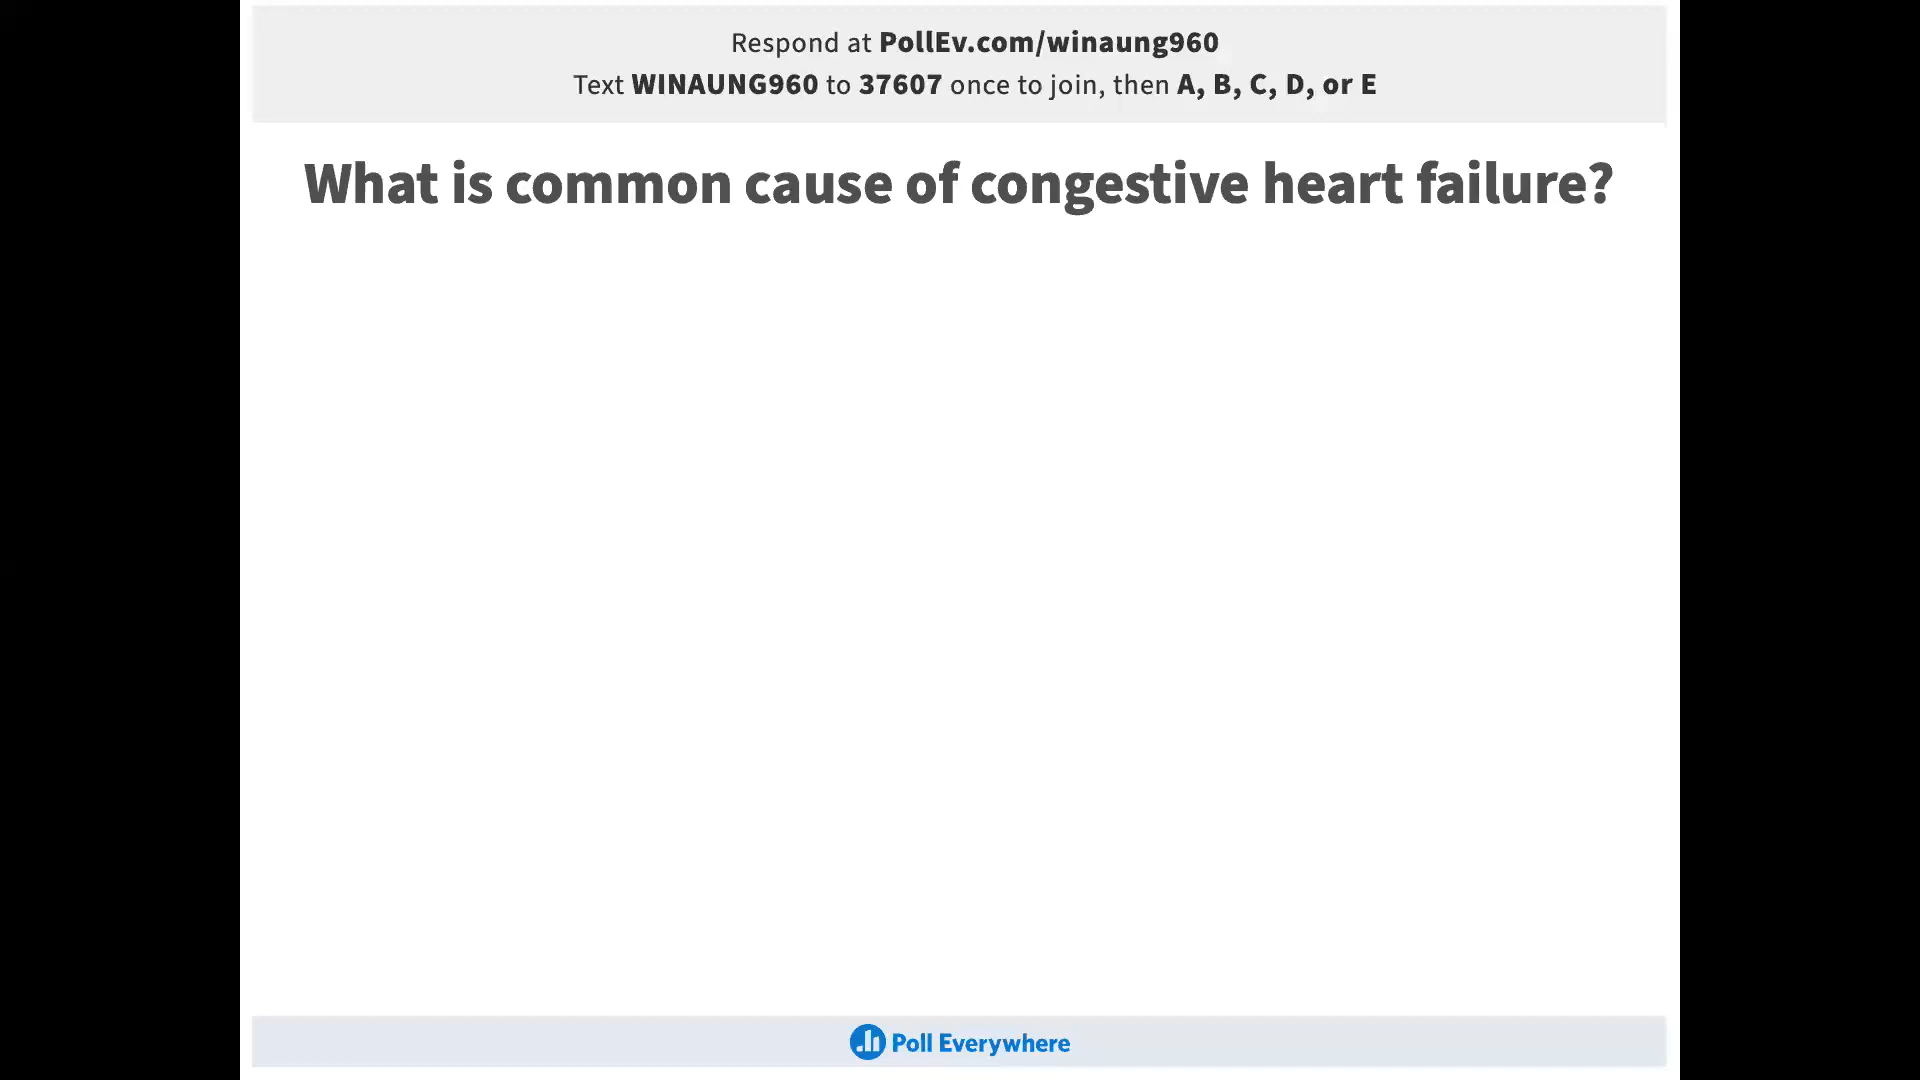 Respond at PollEv.com/winaung960
Text WINAUNG960 to 37607 once to join, then A, B, C, D, or E
What is common cause of congestive heart failure?
Poll Everywhere